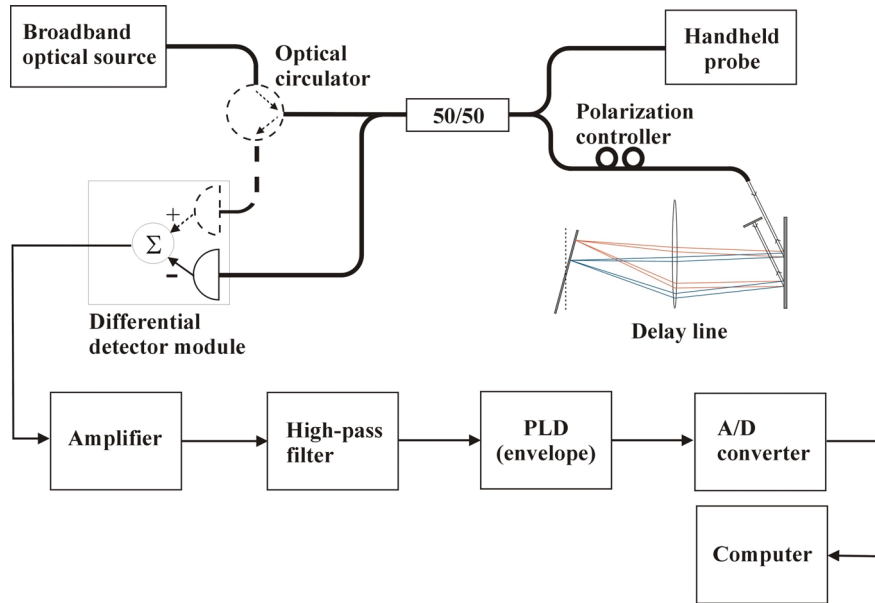 Broadband
optical source
Optical
circulator
50/50
Handheld
probe
Polarization
controller
+
Σ
-
Differential
detector module
Delay line
Amplifier
High-pass
filter
PLD
(envelope)
A/D
converter
Computer